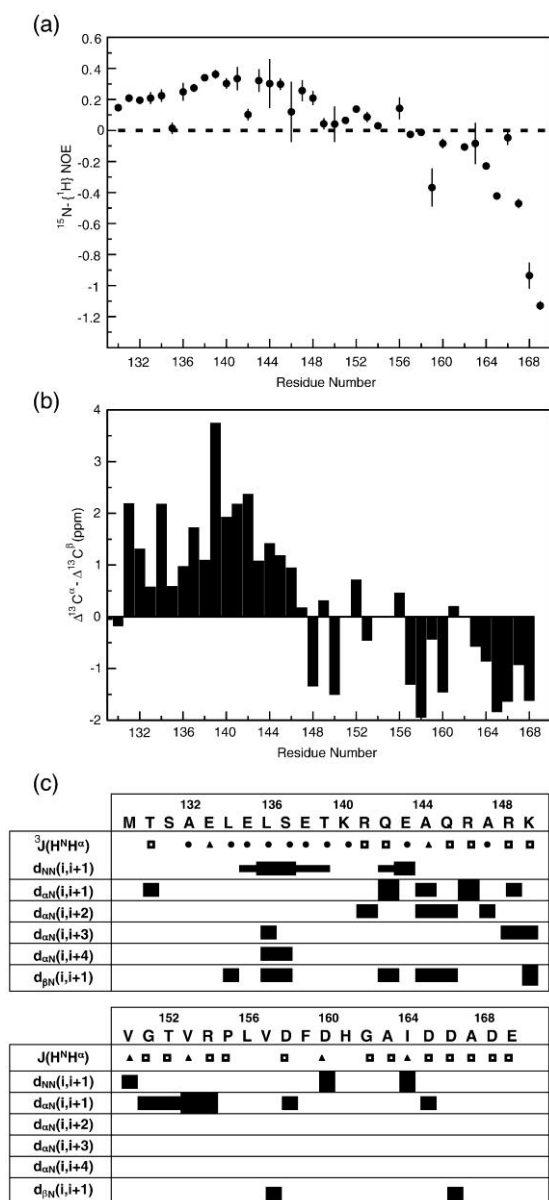 (a)
0.6
0.4
0.2
0
-0.2
-0.4
-0.6
-0.8
-1
-1.2
¹⁵N-{¹H} NOE
132 136 140 144 148 152 156 160 164 168
Residue Number
(b)
4
3
2
1
0
-1
-2
Δ¹³Cᵅ - Δ¹³Cᵝ (ppm)
132 136 140 144 148 152 156 160 164 168
Residue Number
(c)
132 136 140 144 148
M T S A E L E L S E T K R Q E A Q R A R K
³J(HᴺHᵅ)
dNN(i,i+1)
dαN(i,i+1)
dαN(i,i+2)
dαN(i,i+3)
dαN(i,i+4)
dβN(i,i+1)
152 156 160 164 168
V G T V R P L V D F D H G A I D D A D E
J(HᴺHᵅ)
dNN(i,i+1)
dαN(i,i+1)
dαN(i,i+2)
dαN(i,i+3)
dαN(i,i+4)
dβN(i,i+1)